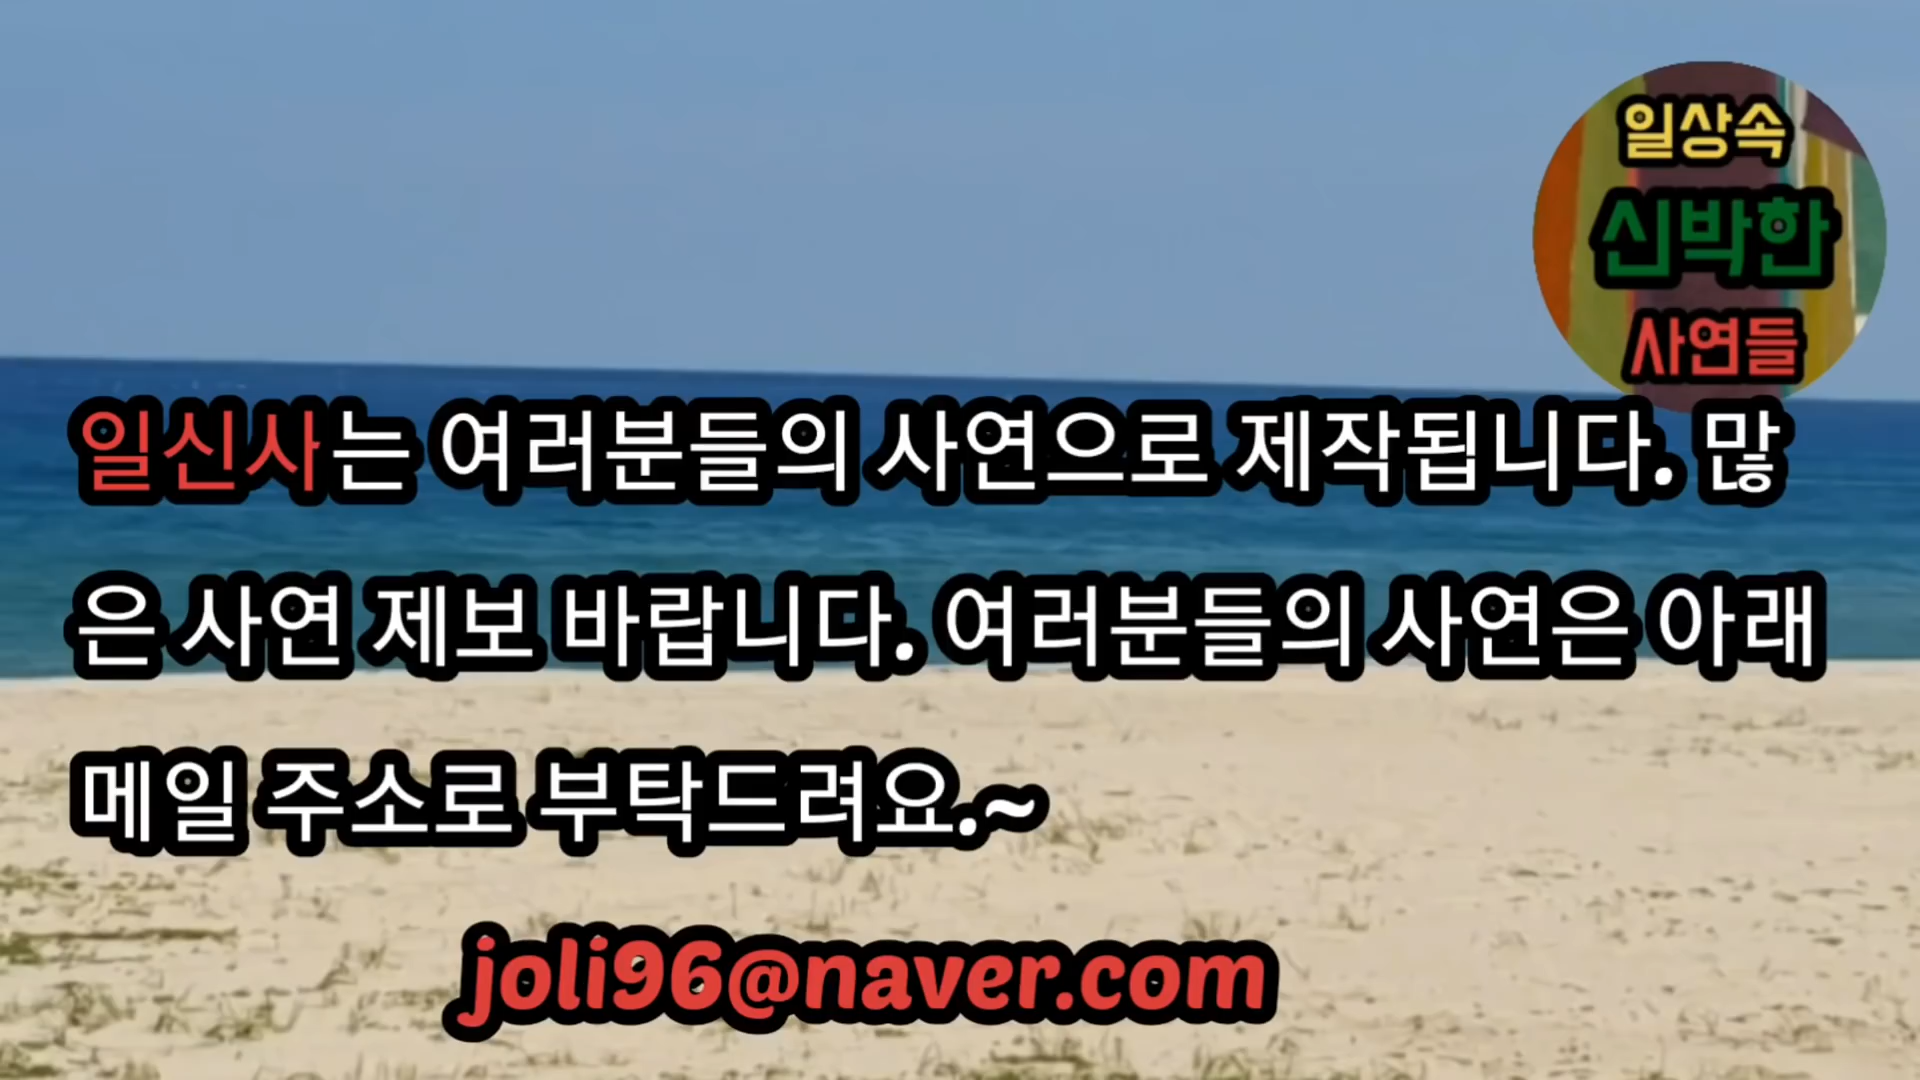 일상속
신박한
사연들
일신사는 여러분들의 사연으로 제작됩니다. 많
은 사연 제보 바랍니다. 여러분들의 사연은 아래
메일 주소로 부탁드려요.~
joli96@naver.com